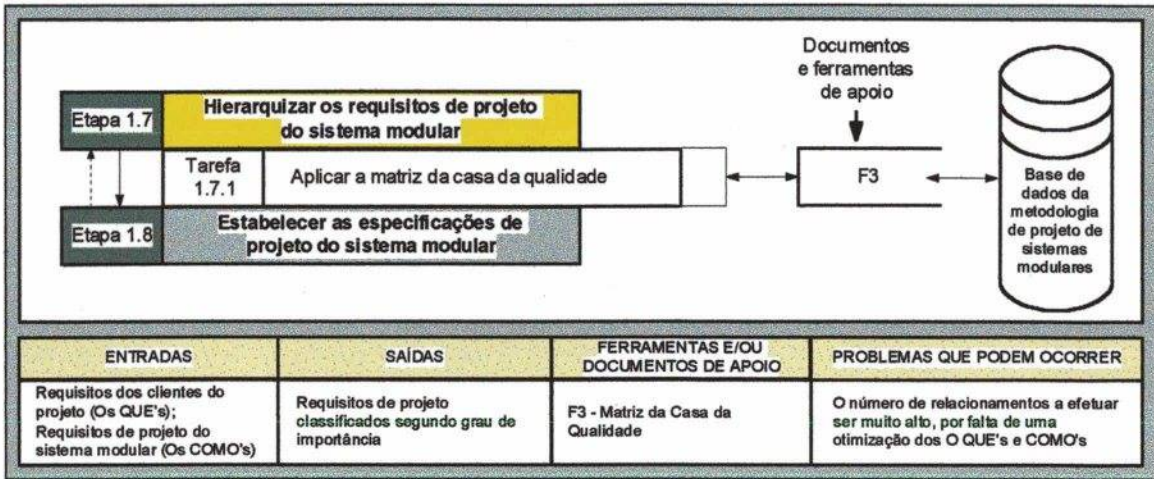 Documentos
e ferramentas
de apoio
Etapa 1.7
Hierarquizar os requisitos de projeto
do sistema modular
Tarefa
1.7.1
Aplicar a matriz da casa da qualidade
F3
Base de
dados da
metodologia
de projeto de
sistemas
modulares
Etapa 1.8
Estabelecer as especificações de
projeto do sistema modular
ENTRADAS
SAÍDAS
FERRAMENTAS E/OU
DOCUMENTOS DE APOIO
PROBLEMAS QUE PODEM OCORRER
Requisitos dos clientes do
projeto (Os QUE's);
Requisitos de projeto do
sistema modular (Os COMO's)
Requisitos de projeto
classificados segundo grau de
importância
F3 - Matriz da Casa da
Qualidade
O número de relacionamentos a efetuar
ser muito alto, por falta de uma
otimização dos O QUE's e COMO's